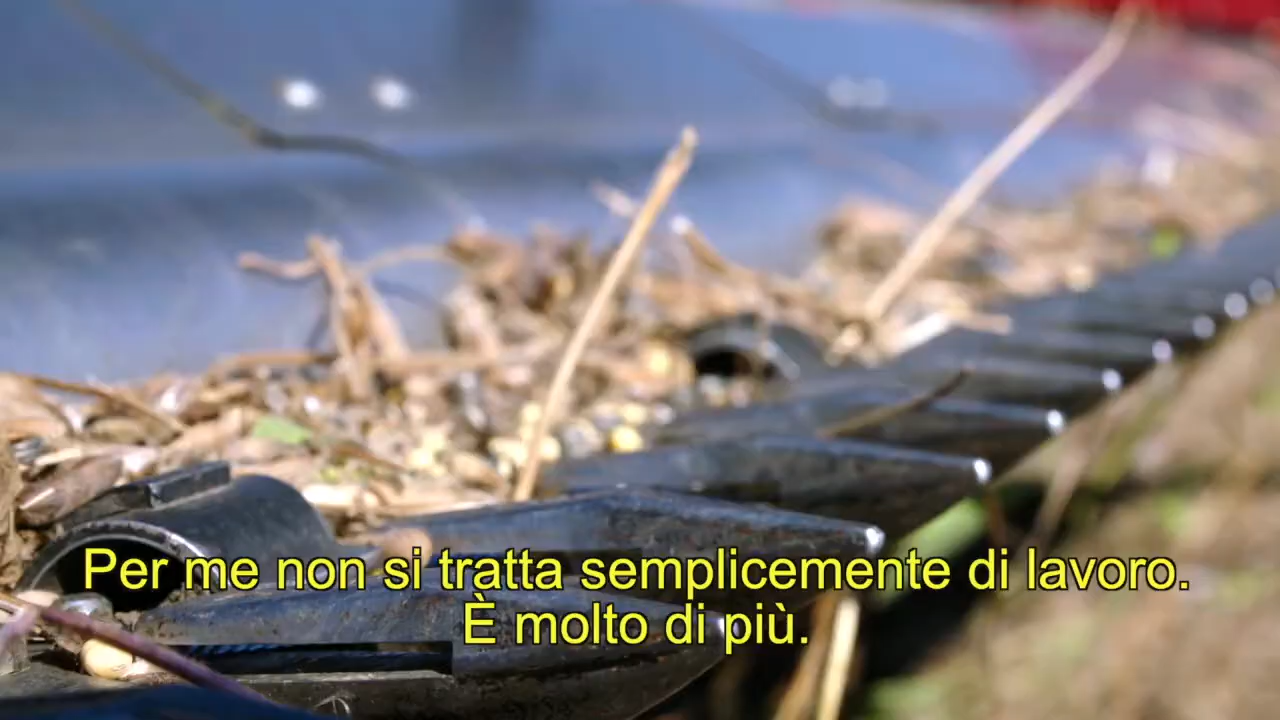 Per me non si tratta semplicemente di lavoro.
È molto di più.